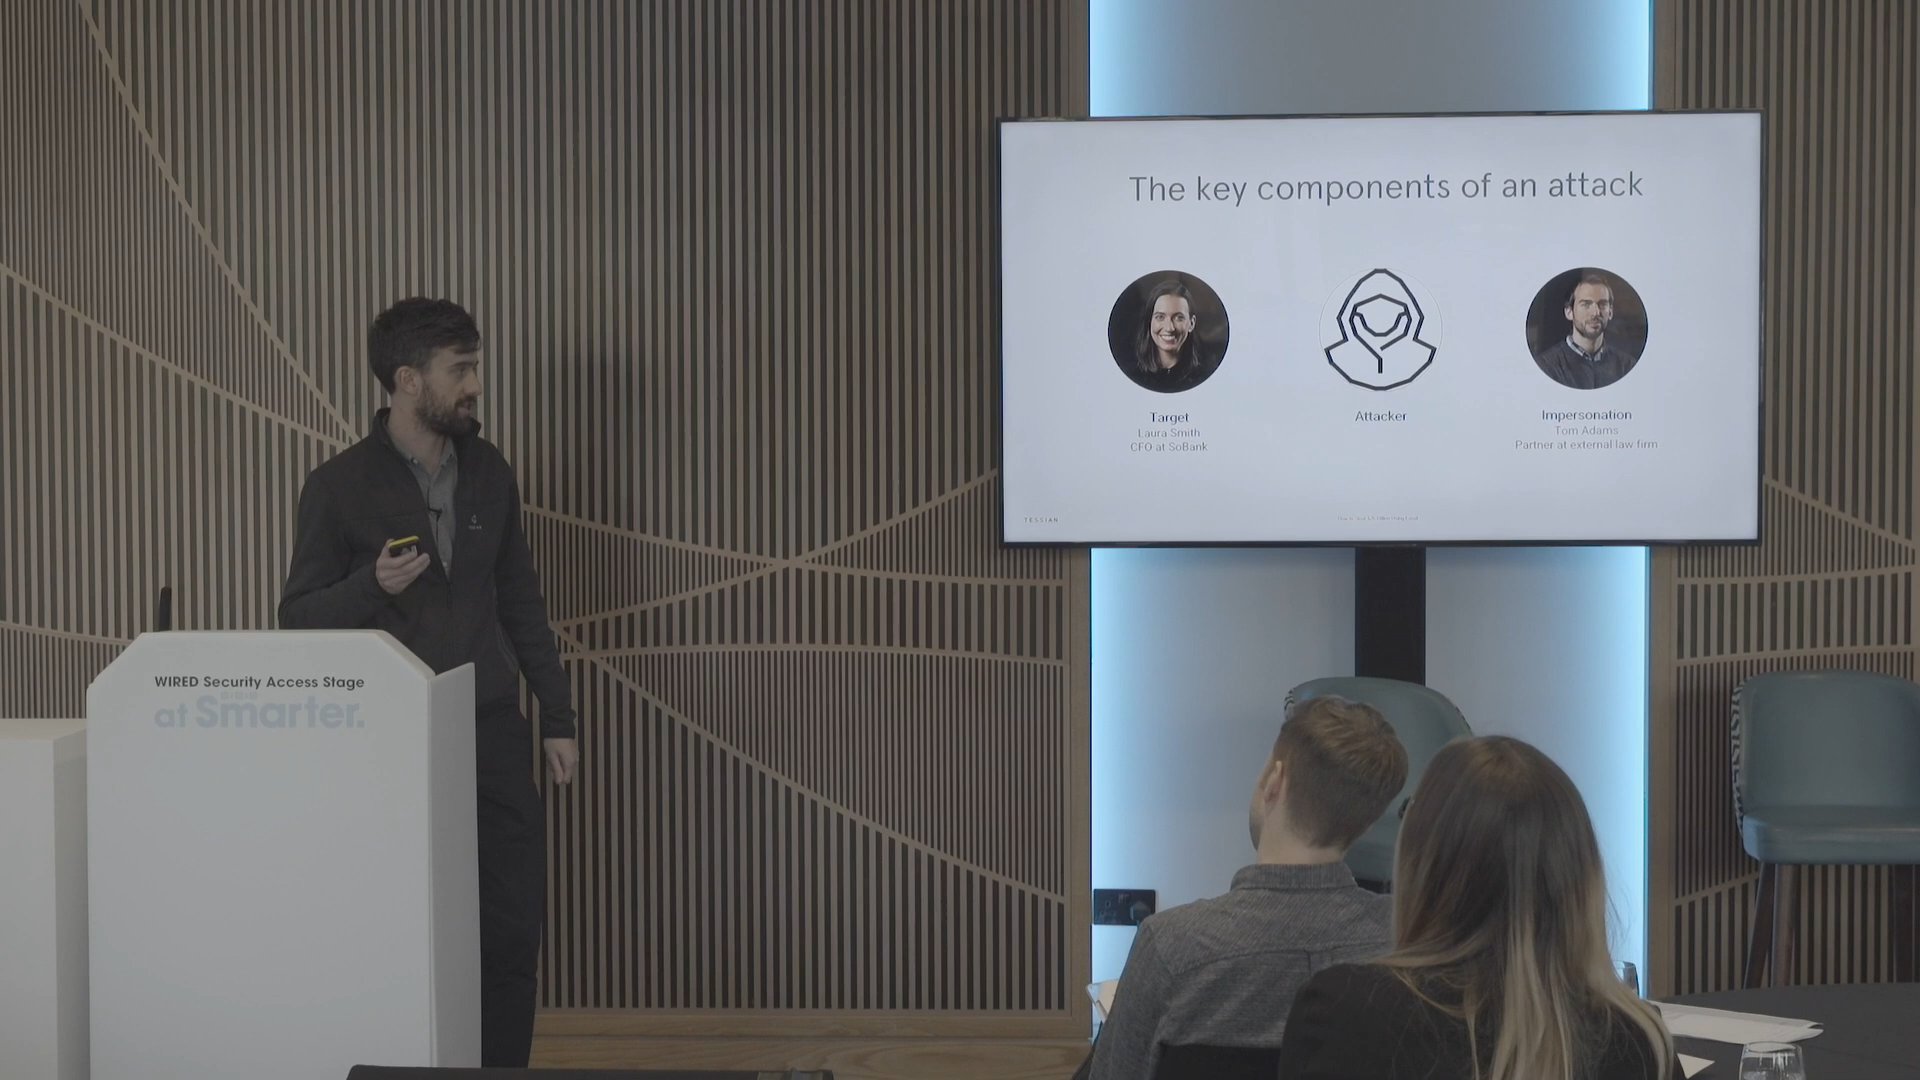 The key components of an attack
Target
Laura Smith
CFO at SoBank
Attacker
Impersonation
Tom Adams
Partner at external law firm
TESSIAN
WIRED Security Access Stage
at Smarter.